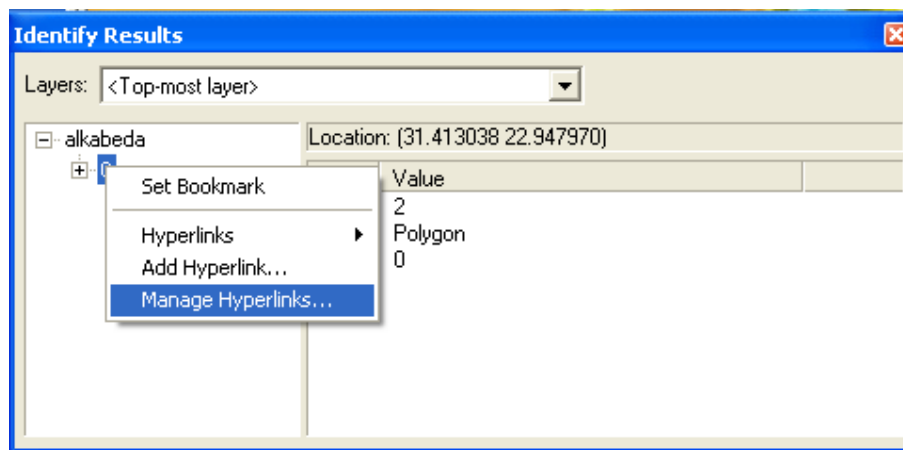 Identify Results
Layers: <Top-most layer>
alkabeda
Location: (31.413038 22.947970)
Value
2
Polygon
0
Set Bookmark
Hyperlinks
Add Hyperlink...
Manage Hyperlinks...